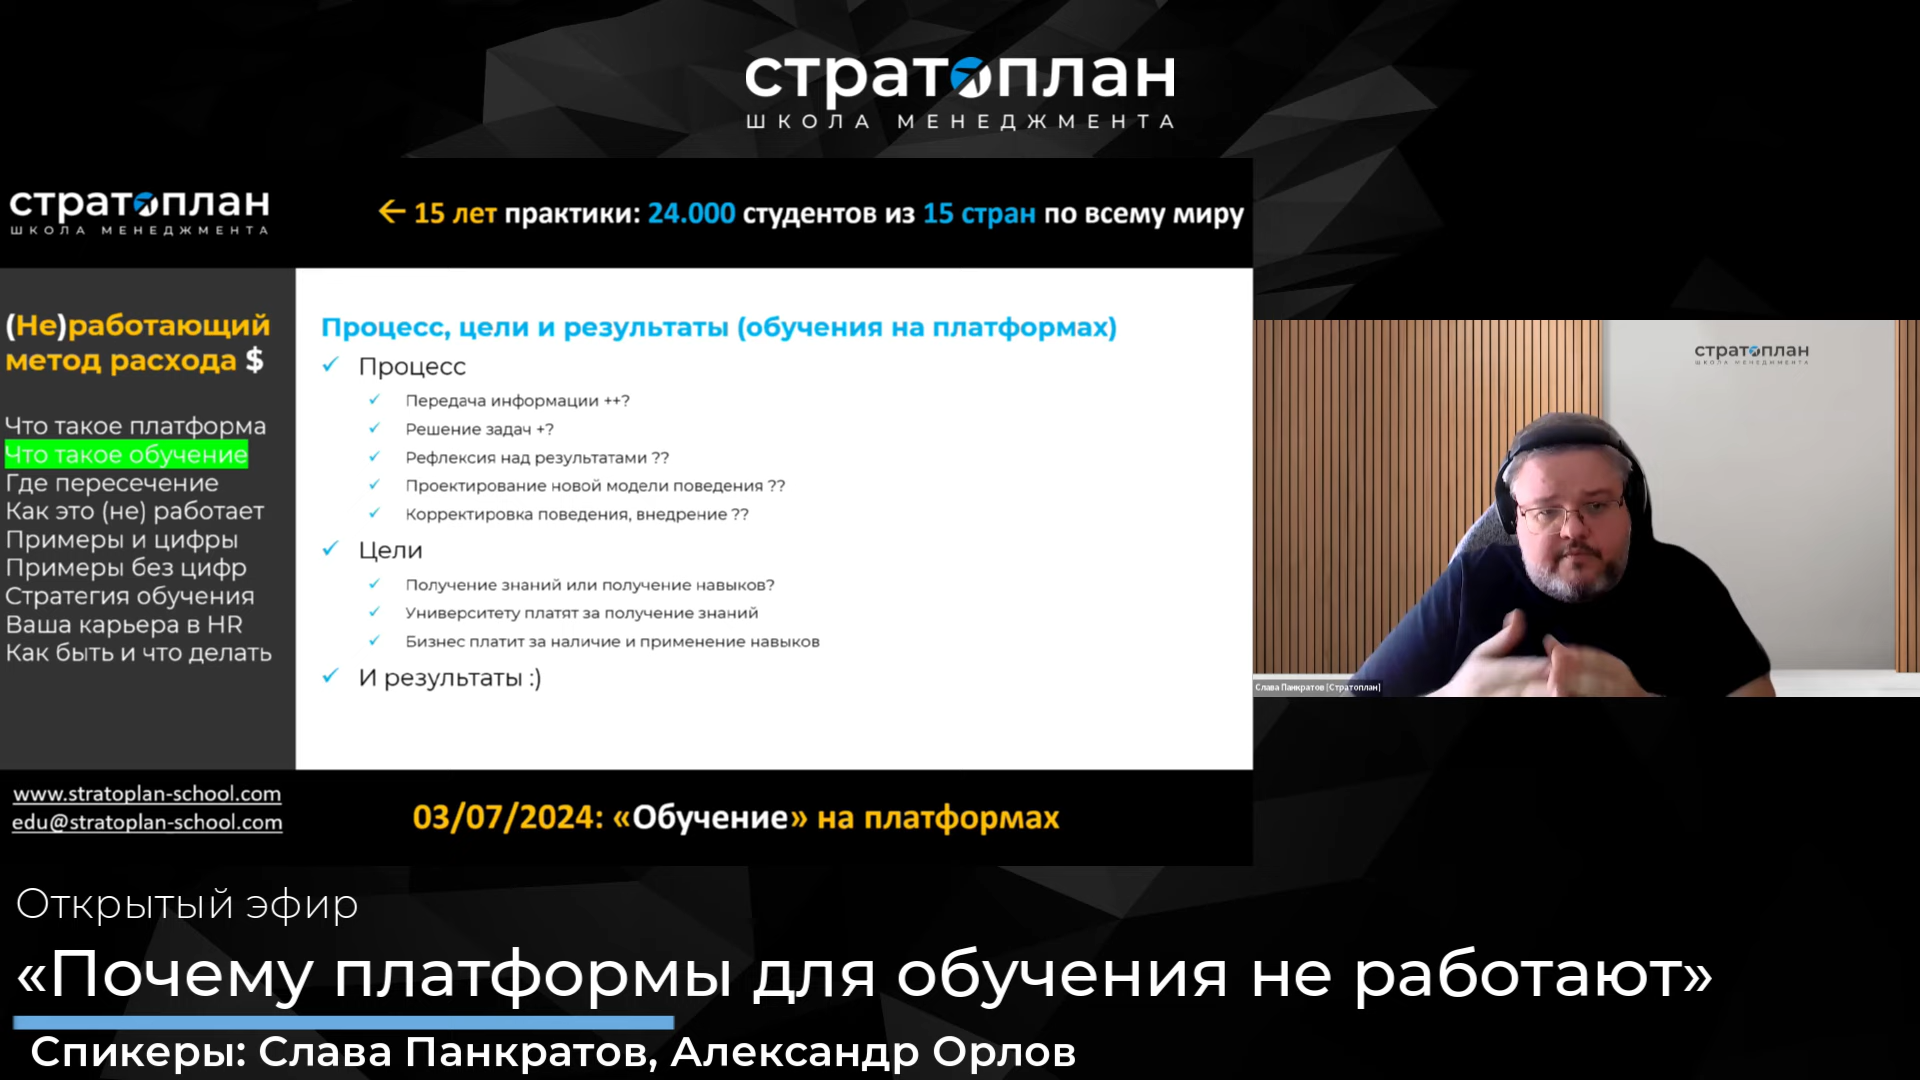 стратоплан
ШКОЛА МЕНЕДЖМЕНТА
стратоплан
ШКОЛА МЕНЕДЖМЕНТА
← 15 лет практики: 24.000 студентов из 15 стран по всему миру
(Не)работающий
метод расхода $
Что такое платформа
Что такое обучение
Где пересечение
Как это (не) работает
Примеры и цифры
Примеры без цифр
Стратегия обучения
Ваша карьера в HR
Как быть и что делать
Процесс, цели и результаты (обучения на платформах)
✓ Процесс
✓ Передача информации ++?
✓ Решение задач +?
✓ Рефлексия над результатами ??
✓ Проектирование новой модели поведения ??
✓ Корректировка поведения, внедрение ??
✓ Цели
✓ Получение знаний или получение навыков?
✓ Университету платят за получение знаний
✓ Бизнес платит за наличие и применение навыков
✓ И результаты :)
стратоплан
ШКОЛА МЕНЕДЖМЕНТА
Слава Панкратов [Стратоплан]
www.stratoplan-school.com
edu@stratoplan-school.com
03/07/2024: «Обучение» на платформах
Открытый эфир
«Почему платформы для обучения не работают»
Спикеры: Слава Панкратов, Александр Орлов